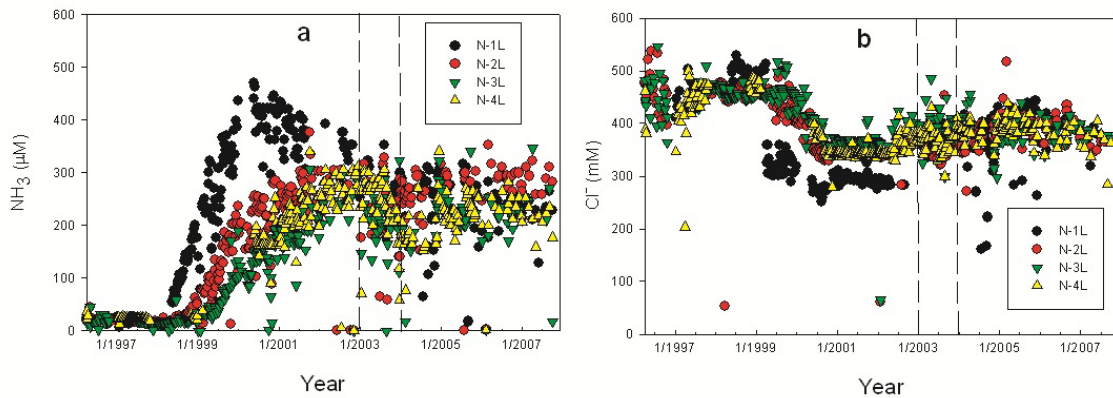 a
NH₃ (µM)
600
500
400
300
200
100
0
N-1L
N-2L
N-3L
N-4L
1/1997 1/1999 1/2001 1/2003 1/2005 1/2007
Year
b
Cl⁻ (mM)
600
500
400
300
200
100
0
N-1L
N-2L
N-3L
N-4L
1/1997 1/1999 1/2001 1/2003 1/2005 1/2007
Year